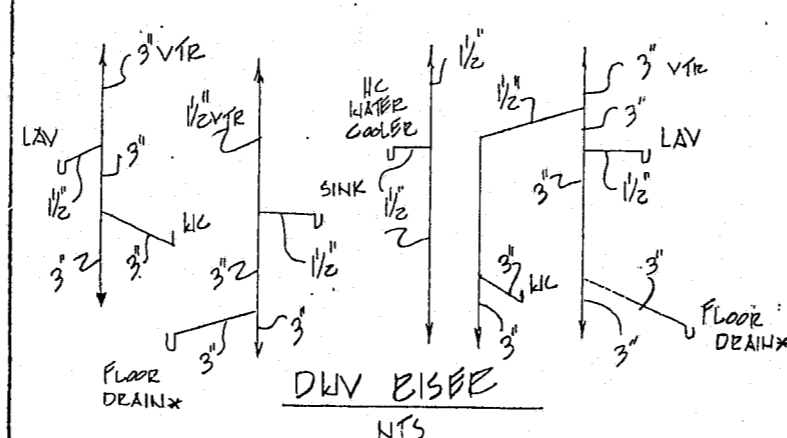 3" VTR
LAV
3"
1½"
WC
3"
3"
1½" VTR
SINK
1½"
3"
3"
3"
FLOOR
DRAIN*
1½"
HC
WATER
COOLER
1½"
1½"
3" VTR
3"
LAV
1½"
3"
3"
WC
3"
3"
3"
FLOOR
DRAIN*
DWV RISER
NTS